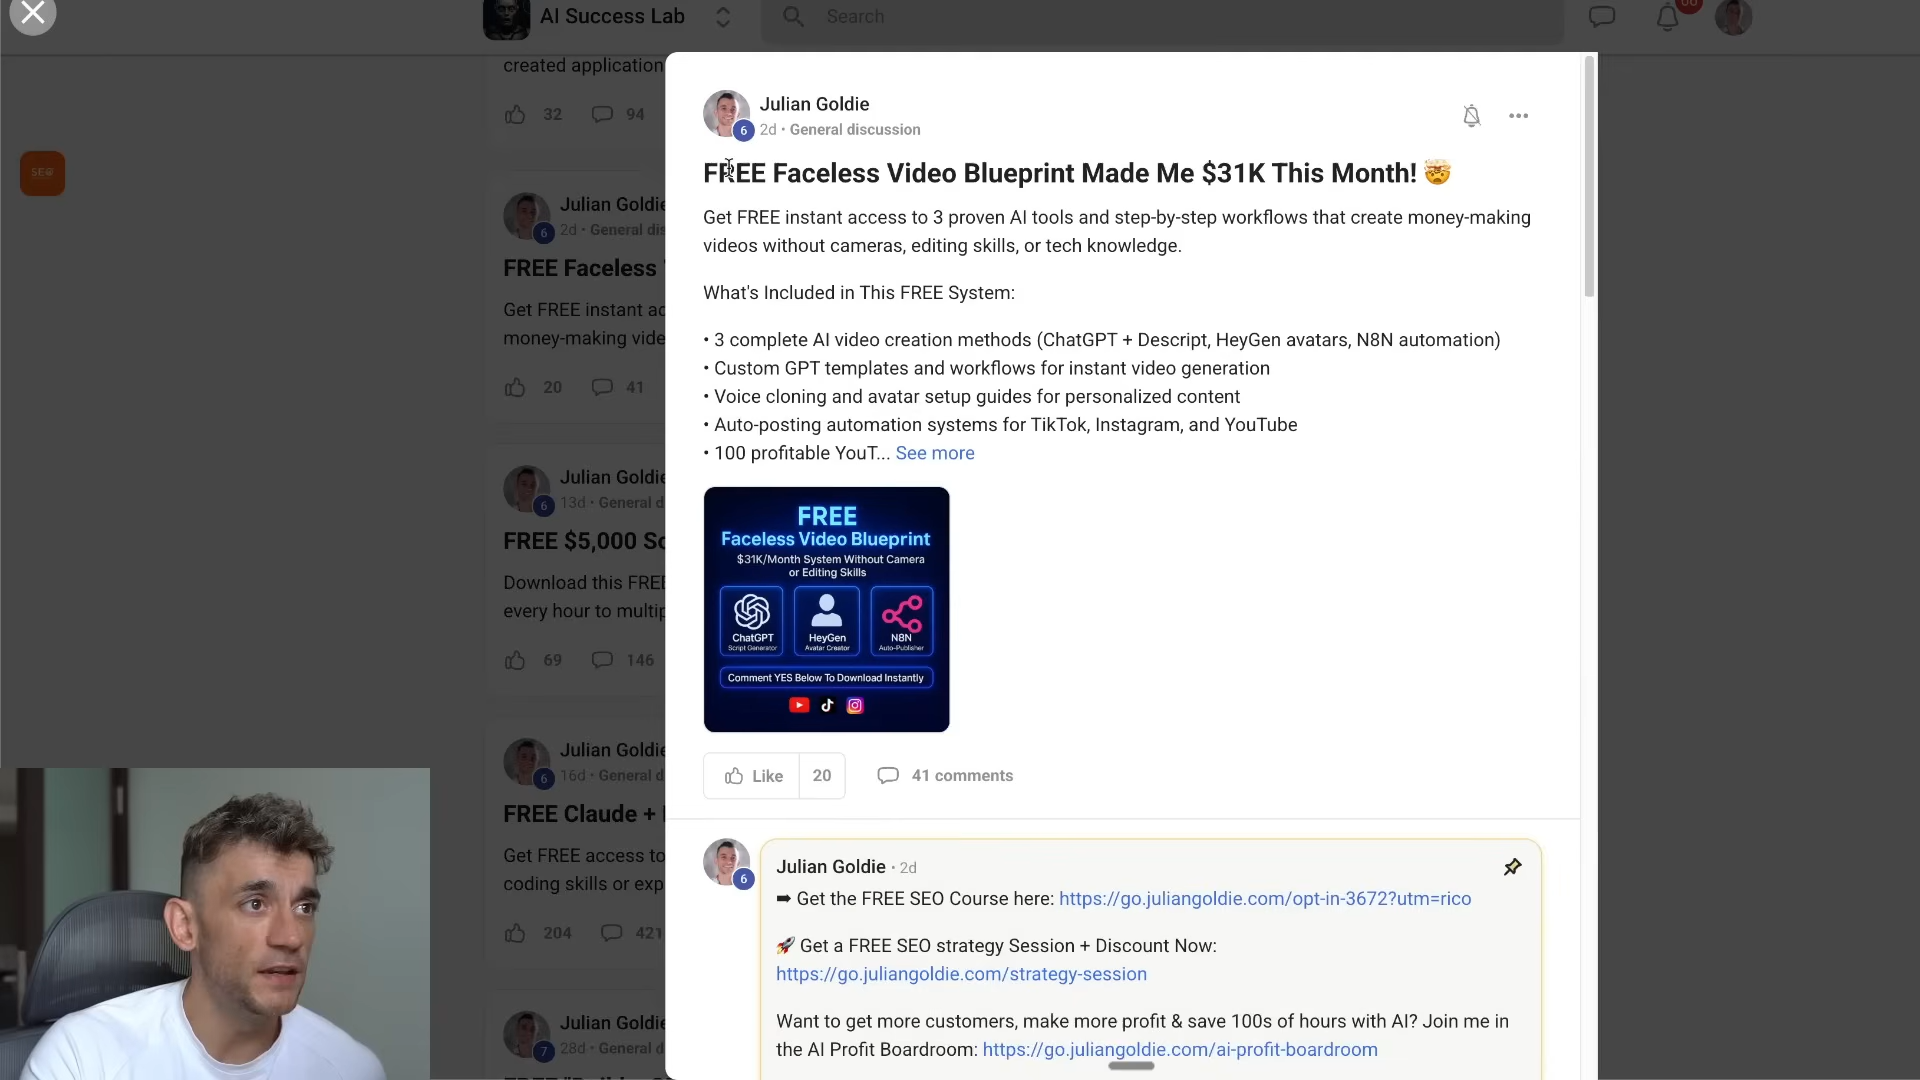 AI Success Lab
Search
created application
32
94
SEO
Julian Goldie
6
2d • General dis
FREE Faceless
Get FREE instant ac
money-making vide
20
41
Julian Goldie
6
13d • General d
FREE $5,000 So
Download this FREE
every hour to multip
69
146
Julian Goldie
6
16d • General d
FREE Claude +
Get FREE access to
coding skills or exp
204
421
Julian Goldie
7
28d • General d
Julian Goldie
6
2d • General discussion
FREE Faceless Video Blueprint Made Me $31K This Month! 🤯
Get FREE instant access to 3 proven AI tools and step-by-step workflows that create money-making
videos without cameras, editing skills, or tech knowledge.
What's Included in This FREE System:
• 3 complete AI video creation methods (ChatGPT + Descript, HeyGen avatars, N8N automation)
• Custom GPT templates and workflows for instant video generation
• Voice cloning and avatar setup guides for personalized content
• Auto-posting automation systems for TikTok, Instagram, and YouTube
• 100 profitable YouT... See more
FREE
Faceless Video Blueprint
$31K/Month System Without Camera
or Editing Skills
ChatGPT
Script Generator
HeyGen
Avatar Creator
N8N
Auto-Publisher
Comment YES Below To Download Instantly
Like
20
41 comments
Julian Goldie • 2d
6
➡ Get the FREE SEO Course here: https://go.juliangoldie.com/opt-in-3672?utm=rico
🚀 Get a FREE SEO strategy Session + Discount Now:
https://go.juliangoldie.com/strategy-session
Want to get more customers, make more profit & save 100s of hours with AI? Join me in
the AI Profit Boardroom: https://go.juliangoldie.com/ai-profit-boardroom